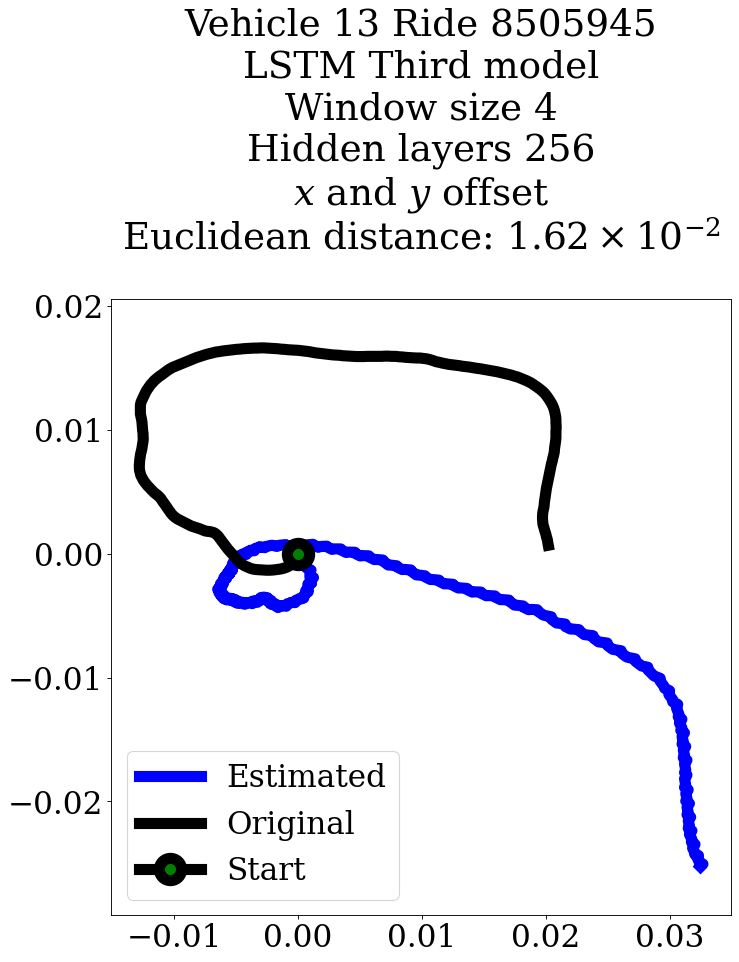 Vehicle 13 Ride 8505945
LSTM Third model
Window size 4
Hidden layers 256
x and y offset
Euclidean distance: 1.62 × 10⁻²
0.02
0.01
0.00
−0.01
−0.02
Estimated
Original
Start
−0.01 0.00 0.01 0.02 0.03